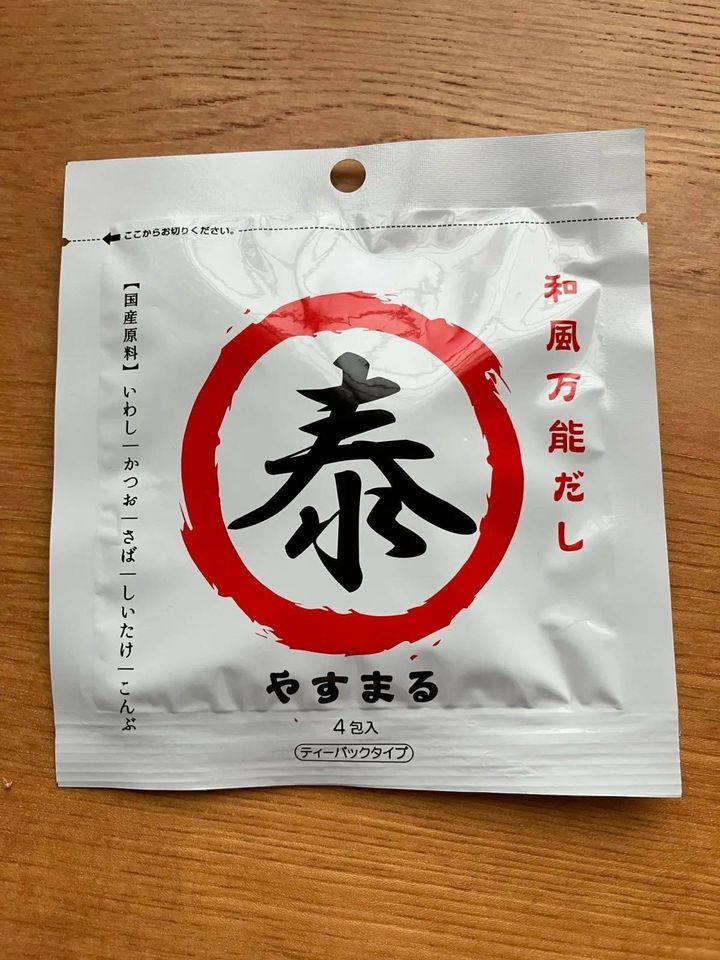 ここからお切りください。
和風万能だし
【国産原料】いわし|かつお|さば|しいたけ|こんぶ
泰
やすまる
4包入
ティーパックタイプ